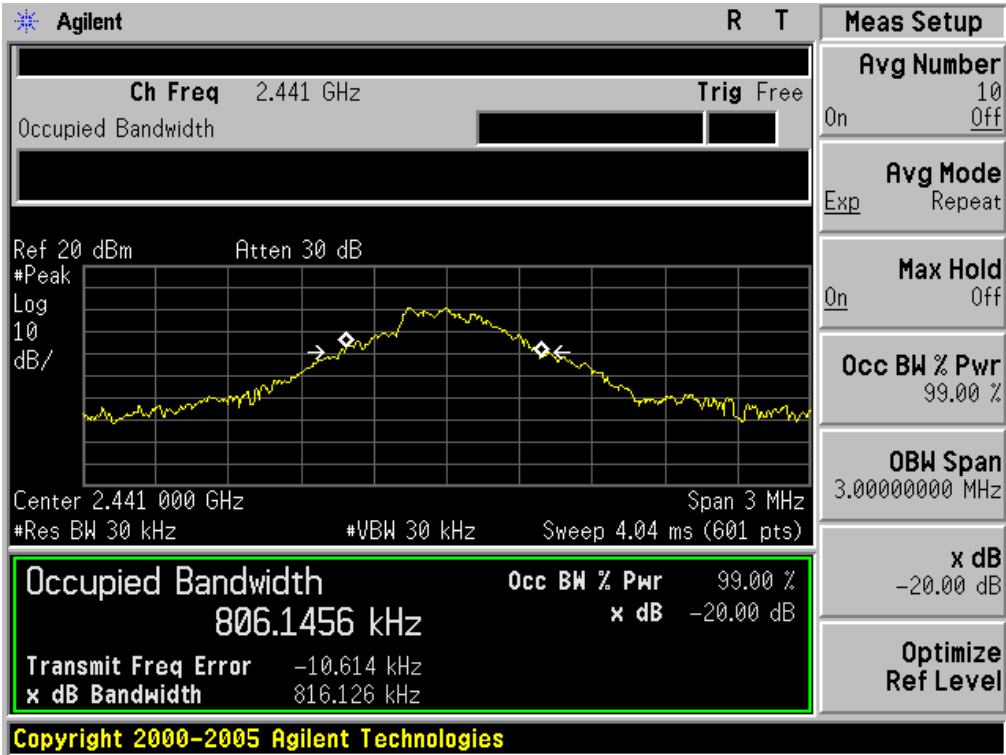 Agilent
R T
Ch Freq 2.441 GHz
Trig Free
Occupied Bandwidth
Ref 20 dBm
Atten 30 dB
#Peak
Log
10
dB/
Center 2.441 000 GHz
Span 3 MHz
#Res BW 30 kHz
#VBW 30 kHz
Sweep 4.04 ms (601 pts)
Occupied Bandwidth
806.1456 kHz
Occ BW % Pwr 99.00 %
x dB -20.00 dB
Transmit Freq Error -10.614 kHz
x dB Bandwidth 816.126 kHz
Copyright 2000-2005 Agilent Technologies
Meas Setup
Avg Number
10
On Off
Avg Mode
Exp Repeat
Max Hold
On Off
Occ BW % Pwr
99.00 %
OBW Span
3.00000000 MHz
x dB
-20.00 dB
Optimize
Ref Level